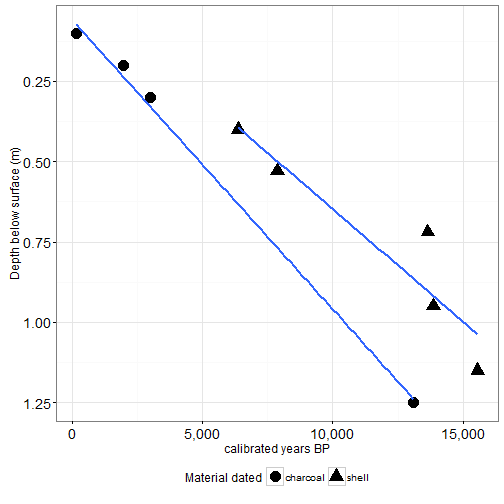 Depth below surface (m)
0.25
0.50
0.75
1.00
1.25
0 5,000 10,000 15,000
calibrated years BP
Material dated charcoal shell